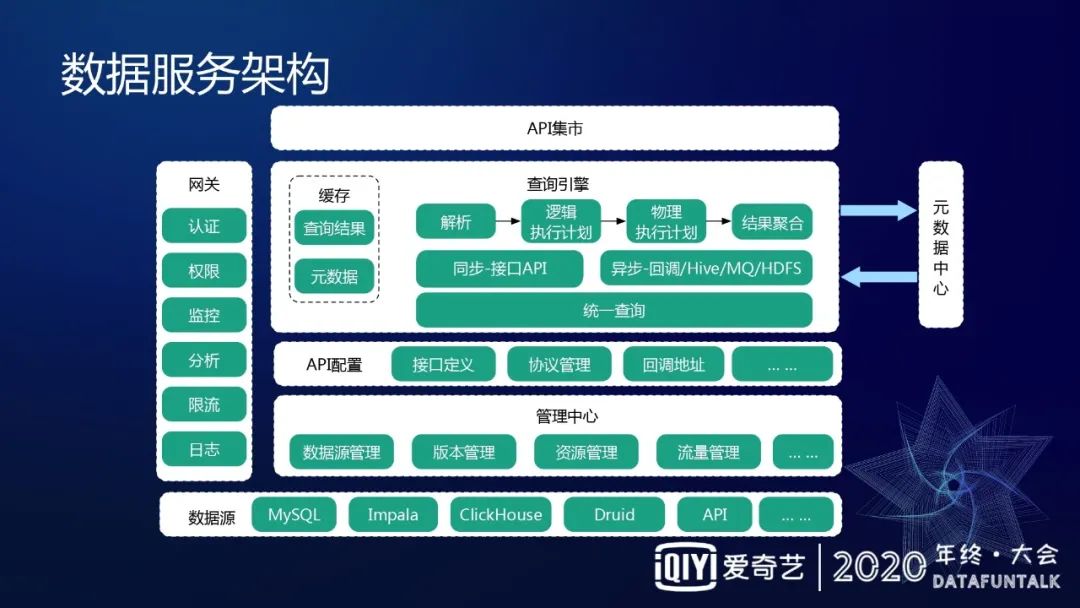 数据服务架构
API集市
网关
认证
权限
监控
分析
限流
日志
缓存
查询结果
元数据
查询引擎
解析
逻辑
执行计划
物理
执行计划
结果聚合
同步-接口API
异步-回调/Hive/MQ/HDFS
统一查询
元数据中心
API配置
接口定义
协议管理
回调地址
... ...
管理中心
数据源管理
版本管理
资源管理
流量管理
... ...
数据源
MySQL
Impala
ClickHouse
Druid
API
... ...
iQIYI 爱奇艺
2020 年终·大会
DATAFUNTALK